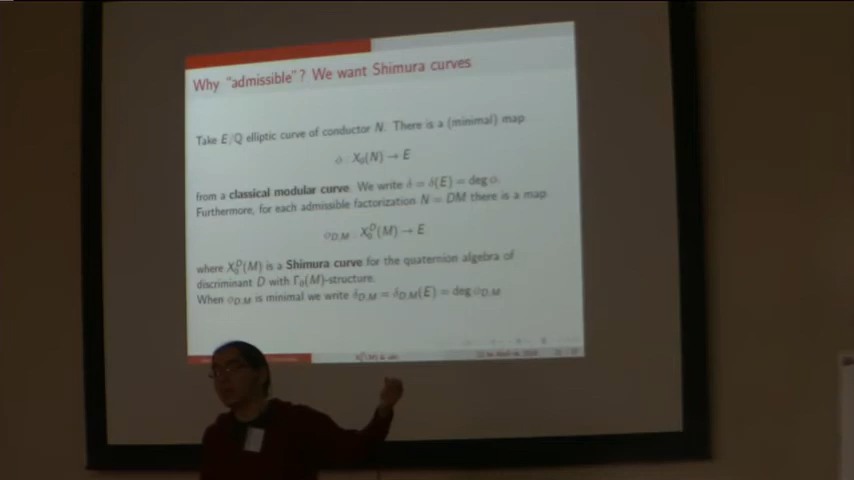 Why "admissible"? We want Shimura curves
Take E/Q elliptic curve of conductor N. There is a (minimal) map
ϕ : X₀(N) → E
from a classical modular curve. We write δ = δ(E) = deg ϕ.
Furthermore, for each admissible factorization N = DM there is a map
ϕ_{D,M} : X₀ᴰ(M) → E
where X₀ᴰ(M) is a Shimura curve for the quaternion algebra of
discriminant D with Γ₀(M)-structure.
When ϕ_{D,M} is minimal we write δ_{D,M} = δ_{D,M}(E) = deg ϕ_{D,M}